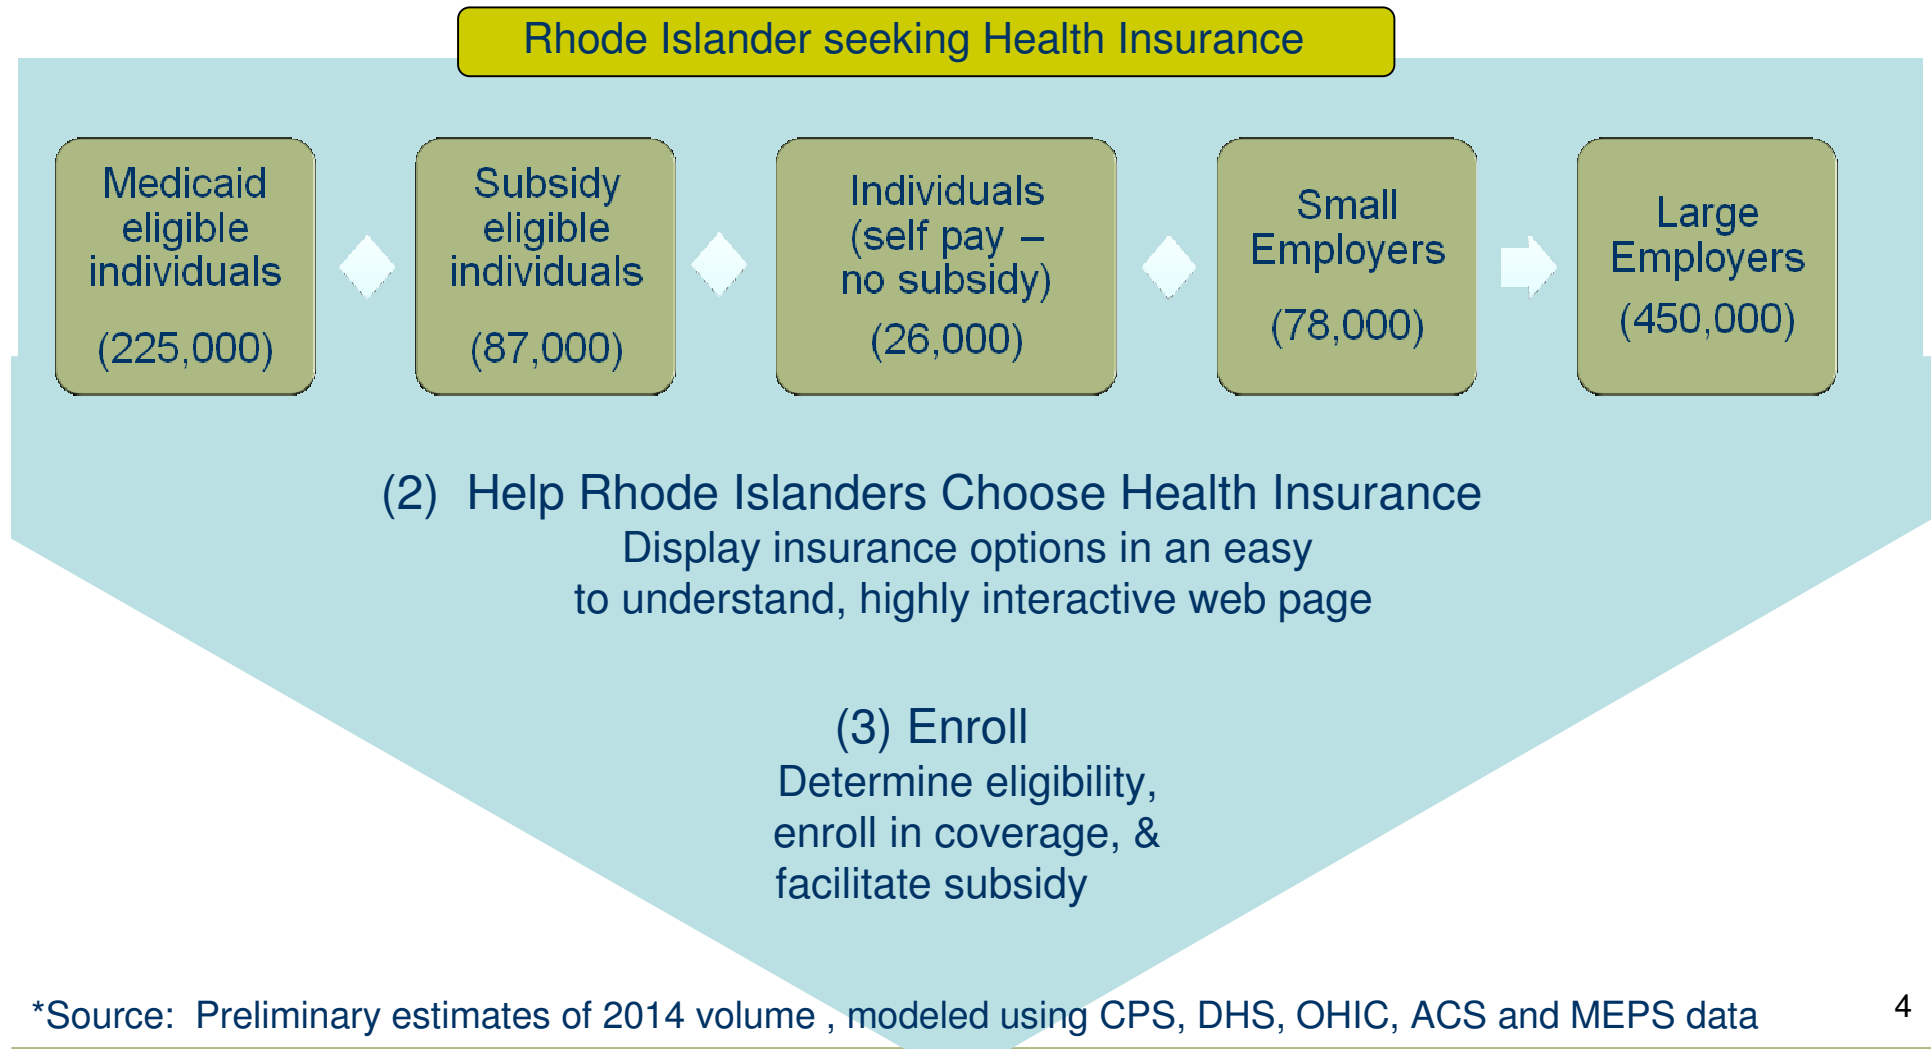 Rhode Islander seeking Health Insurance
Medicaid
eligible
individuals
(225,000)
Subsidy
eligible
individuals
(87,000)
Individuals
(self pay –
no subsidy)
(26,000)
Small
Employers
(78,000)
Large
Employers
(450,000)
(2) Help Rhode Islanders Choose Health Insurance
Display insurance options in an easy
to understand, highly interactive web page
(3) Enroll
Determine eligibility,
enroll in coverage, &
facilitate subsidy
*Source: Preliminary estimates of 2014 volume , modeled using CPS, DHS, OHIC, ACS and MEPS data
4